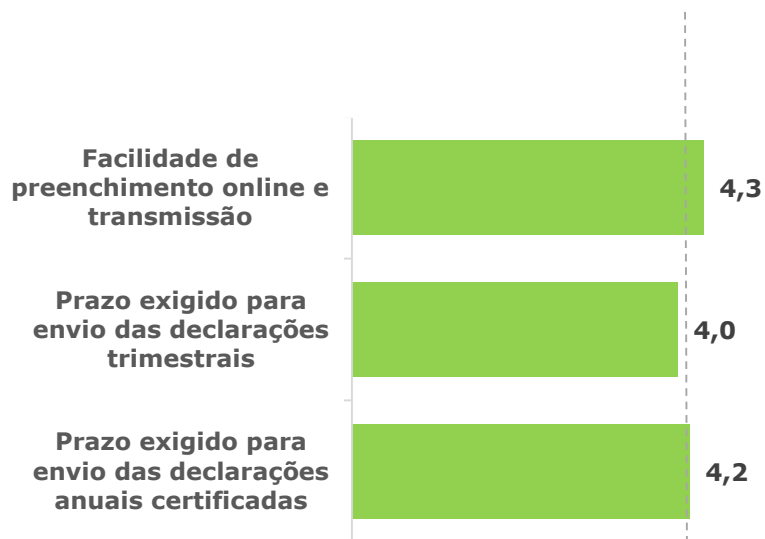 Facilidade de
preenchimento online e
transmissão
4,3
Prazo exigido para
envio das declarações
trimestrais
4,0
Prazo exigido para
envio das declarações
anuais certificadas
4,2